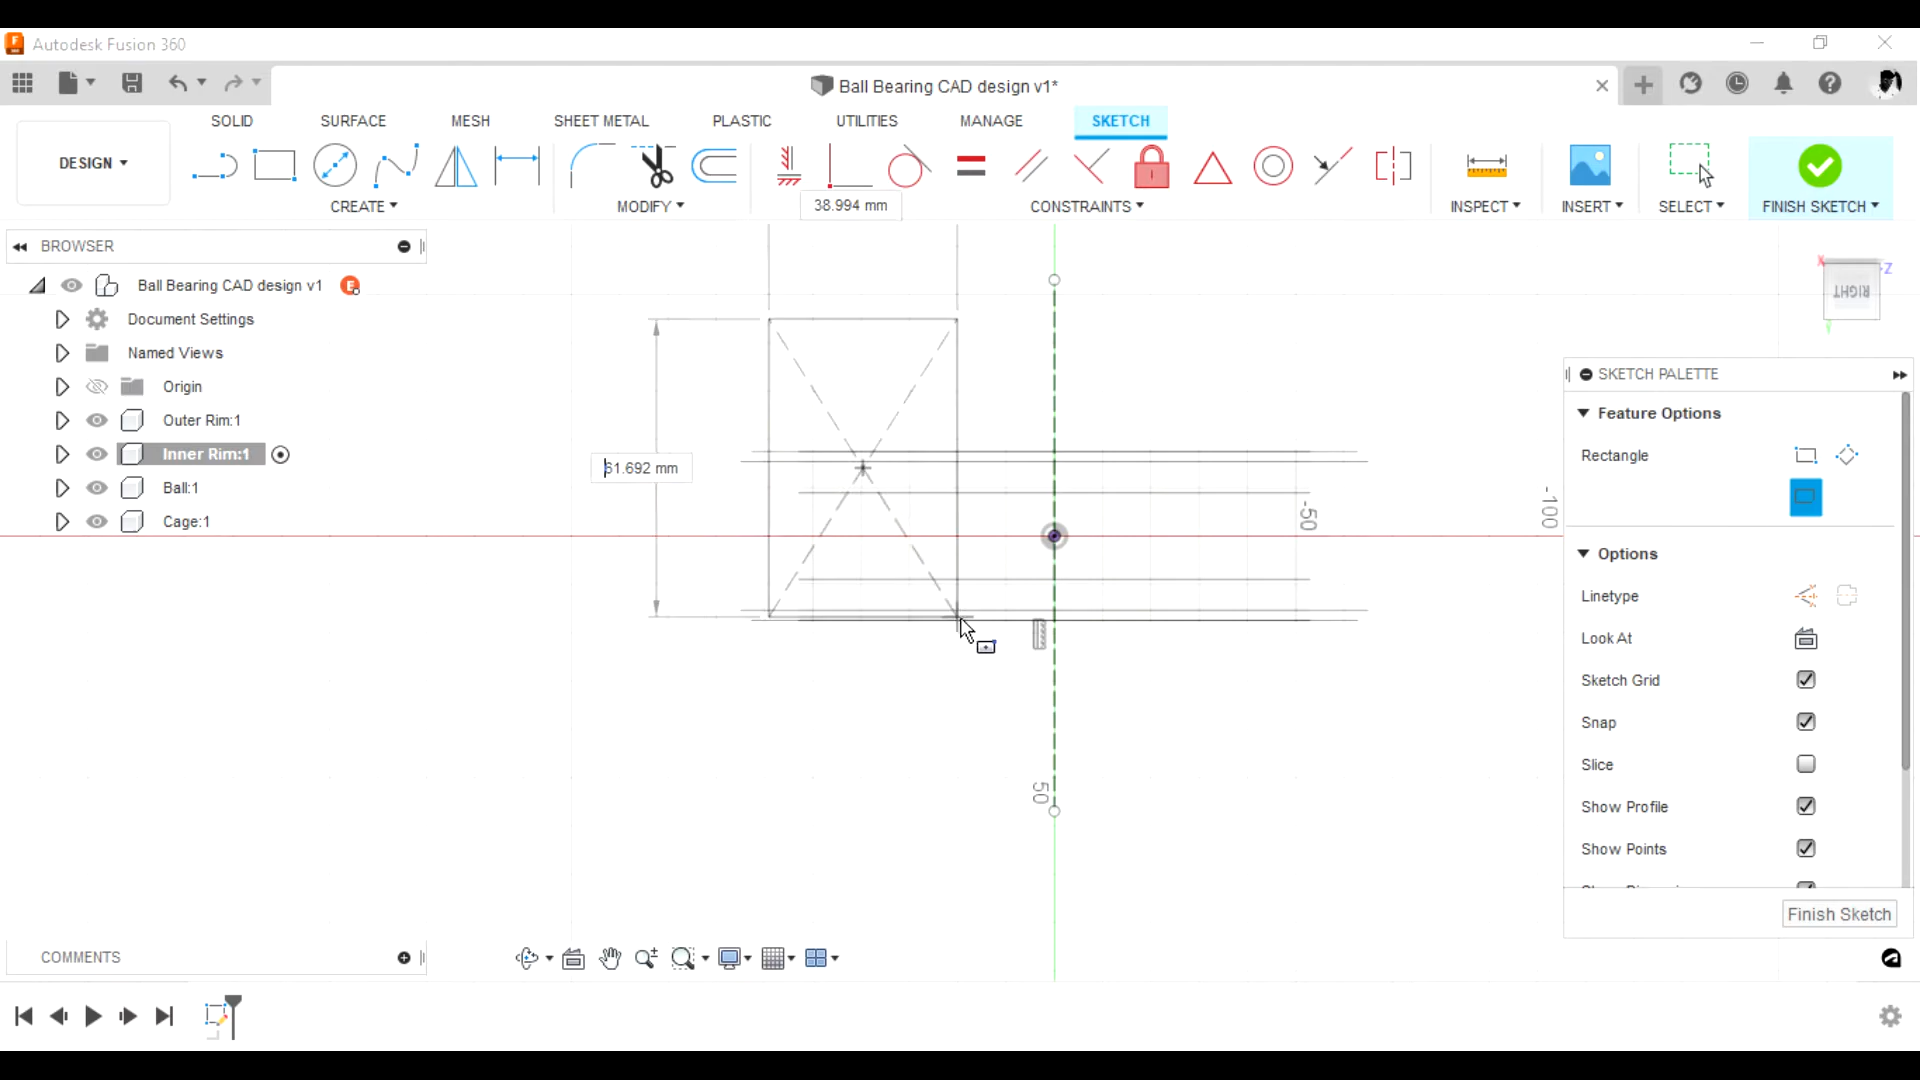 Autodesk Fusion 360
Ball Bearing CAD design v1*
SOLID SURFACE MESH SHEET METAL PLASTIC UTILITIES MANAGE SKETCH
DESIGN
CREATE MODIFY CONSTRAINTS INSPECT INSERT SELECT FINISH SKETCH
38.994 mm
BROWSER
Ball Bearing CAD design v1
Document Settings
Named Views
Origin
Outer Rim:1
Inner Rim:1
Ball:1
Cage:1
61.692 mm
-50
-100
50
X
Z
Y
RIGHT
SKETCH PALETTE
Feature Options
Rectangle
Options
Linetype
Look At
Sketch Grid
Snap
Slice
Show Profile
Show Points
Finish Sketch
COMMENTS